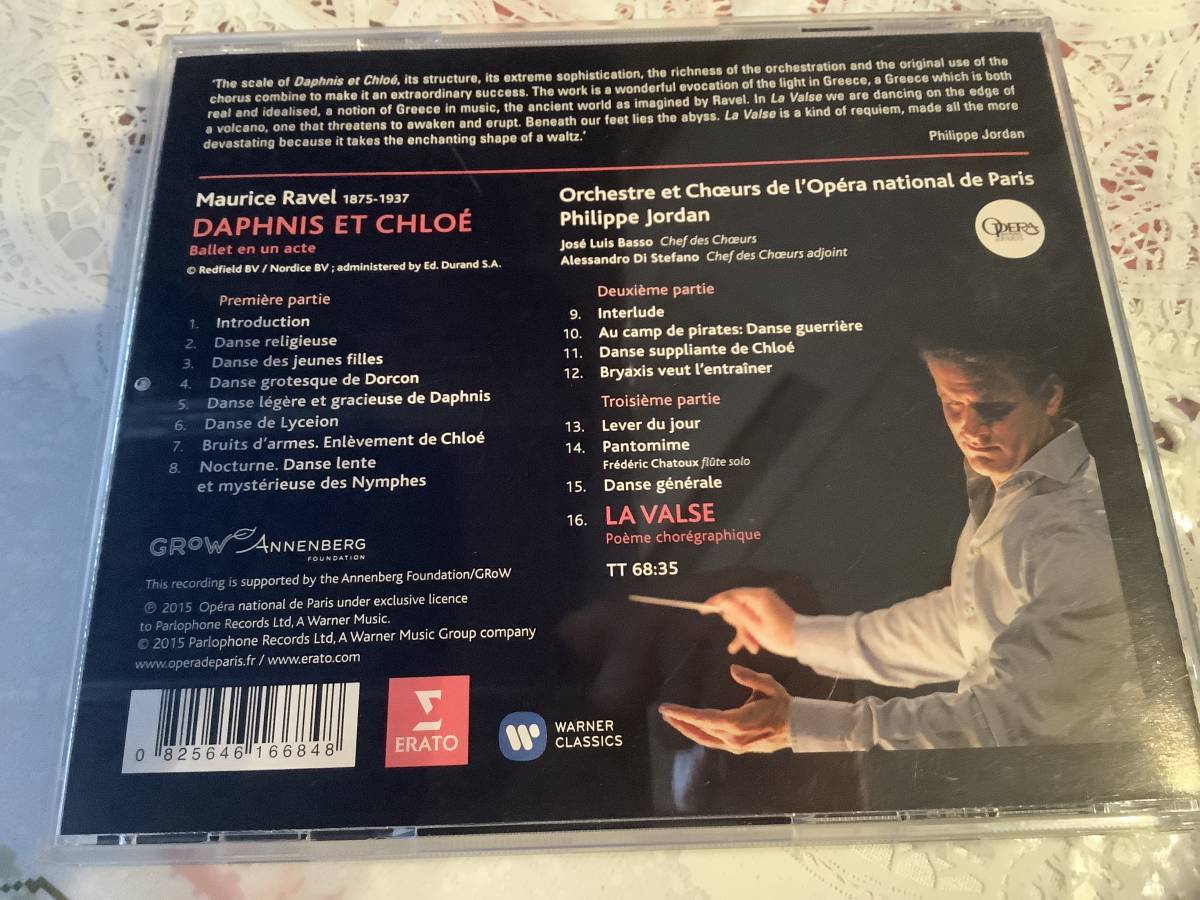 'The scale of Daphnis et Chloé, its structure, its extreme sophistication, the richness of the orchestration and the original use of the
chorus combine to make it an extraordinary success. The work is a wonderful evocation of the light in Greece, a Greece which is both
real and idealised, a notion of Greece in music, the ancient world as imagined by Ravel. In La Valse we are dancing on the edge of
a volcano, one that threatens to awaken and erupt. Beneath our feet lies the abyss. La Valse is a kind of requiem, made all the more
devastating because it takes the enchanting shape of a waltz.'
Philippe Jordan
Maurice Ravel 1875-1937
DAPHNIS ET CHLOÉ
Ballet en un acte
© Redfield BV / Nordice BV ; administered by Ed. Durand S.A.
Première partie
1. Introduction
2. Danse religieuse
3. Danse des jeunes filles
4. Danse grotesque de Dorcon
5. Danse légère et gracieuse de Daphnis
6. Danse de Lyceion
7. Bruits d'armes. Enlèvement de Chloé
8. Nocturne. Danse lente
et mystérieuse des Nymphes
Orchestre et Chœurs de l'Opéra national de Paris
Philippe Jordan
José Luis Basso Chef des Chœurs
Alessandro Di Stefano Chef des Chœurs adjoint
OPERA
Deuxième partie
9. Interlude
10. Au camp de pirates: Danse guerrière
11. Danse suppliante de Chloé
12. Bryaxis veut l'entraîner
Troisième partie
13. Lever du jour
14. Pantomime
Frédéric Chatoux flûte solo
15. Danse générale
16. LA VALSE
Poème chorégraphique
TT 68:35
GRoW ANNENBERG
FOUNDATION
This recording is supported by the Annenberg Foundation/GRoW
℗ 2015 Opéra national de Paris under exclusive licence
to Parlophone Records Ltd, A Warner Music.
© 2015 Parlophone Records Ltd, A Warner Music Group company
www.operadeparis.fr / www.erato.com
0 825646 166848
ERATO
WARNER
CLASSICS